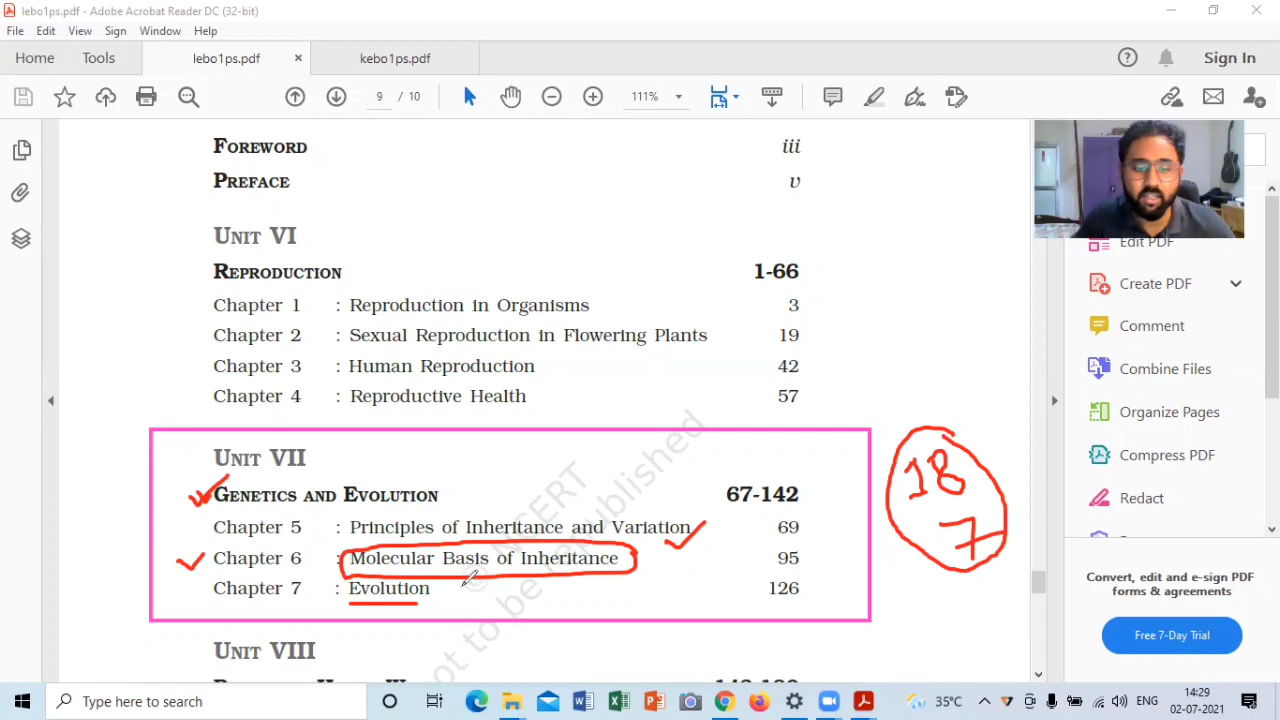 lebo1ps.pdf - Adobe Acrobat Reader DC (32-bit)
File Edit View Sign Window Help
Home Tools lebo1ps.pdf × kebo1ps.pdf Sign In
9 / 10 111%
FOREWORD iii
PREFACE v
UNIT VI
REPRODUCTION 1-66
Chapter 1 : Reproduction in Organisms 3
Chapter 2 : Sexual Reproduction in Flowering Plants 19
Chapter 3 : Human Reproduction 42
Chapter 4 : Reproductive Health 57
UNIT VII
GENETICS AND EVOLUTION 67-142
Chapter 5 : Principles of Inheritance and Variation 69
Chapter 6 : Molecular Basis of Inheritance 95
Chapter 7 : Evolution 126
UNIT VIII
© NCERT
not to be republished
18
7
Edit PDF
Create PDF
Comment
Combine Files
Organize Pages
Compress PDF
Redact
Convert, edit and e-sign PDF
forms & agreements
Free 7-Day Trial
Type here to search
35°C ENG 14:29
02-07-2021